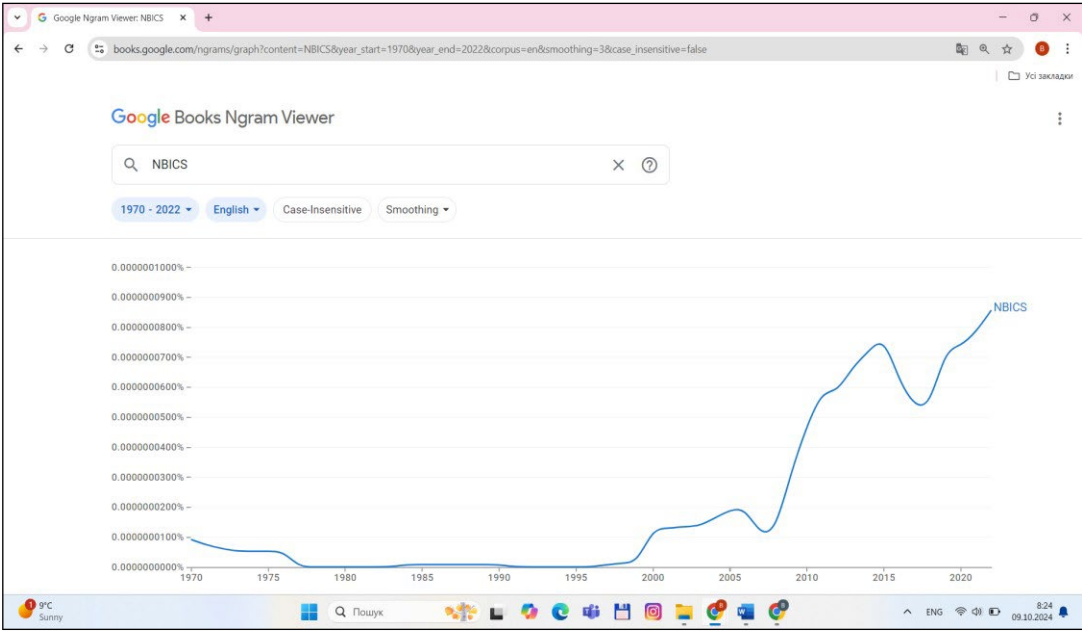 Google Ngram Viewer: NBICS
books.google.com/ngrams/graph?content=NBICS&year_start=1970&year_end=2022&corpus=en&smoothing=3&case_insensitive=false
B
Усі закладки
Google Books Ngram Viewer
NBICS
1970 - 2022
English
Case-Insensitive
Smoothing
0.0000001000%
0.0000000900%
0.0000000800%
0.0000000700%
0.0000000600%
0.0000000500%
0.0000000400%
0.0000000300%
0.0000000200%
0.0000000100%
0.0000000000%
NBICS
1970 1975 1980 1985 1990 1995 2000 2005 2010 2015 2020
1
9°C
Sunny
Пошук
ENG
8:24
09.10.2024